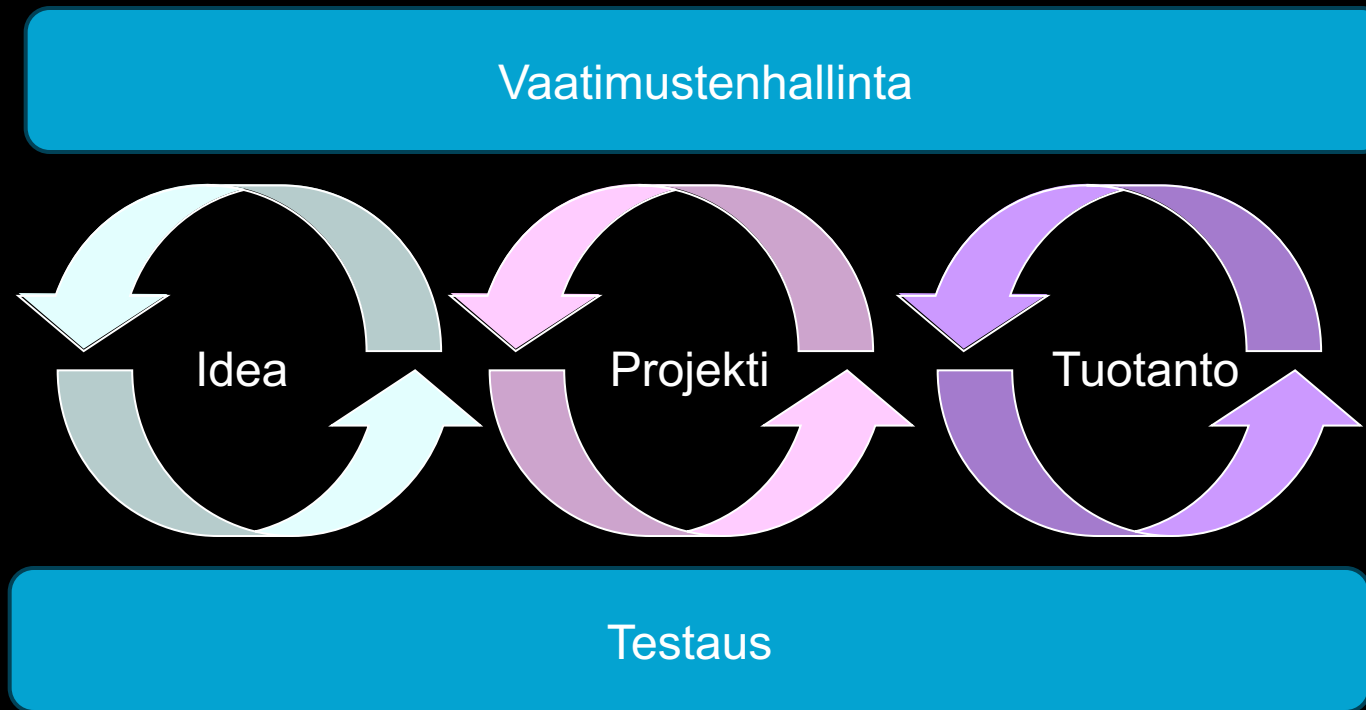 Vaatimustenhallinta
Idea
Projekti
Tuotanto
Testaus